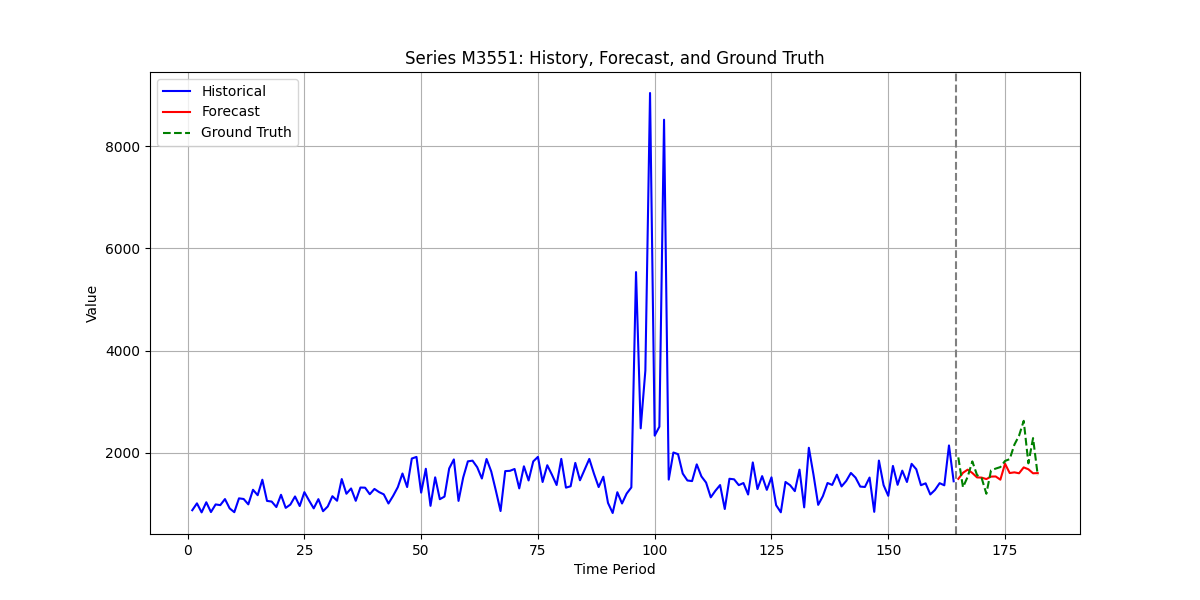 Series M3551: History, Forecast, and Ground Truth
Historical
Forecast
Ground Truth
Value
8000
6000
4000
2000
0 25 50 75 100 125 150 175
Time Period